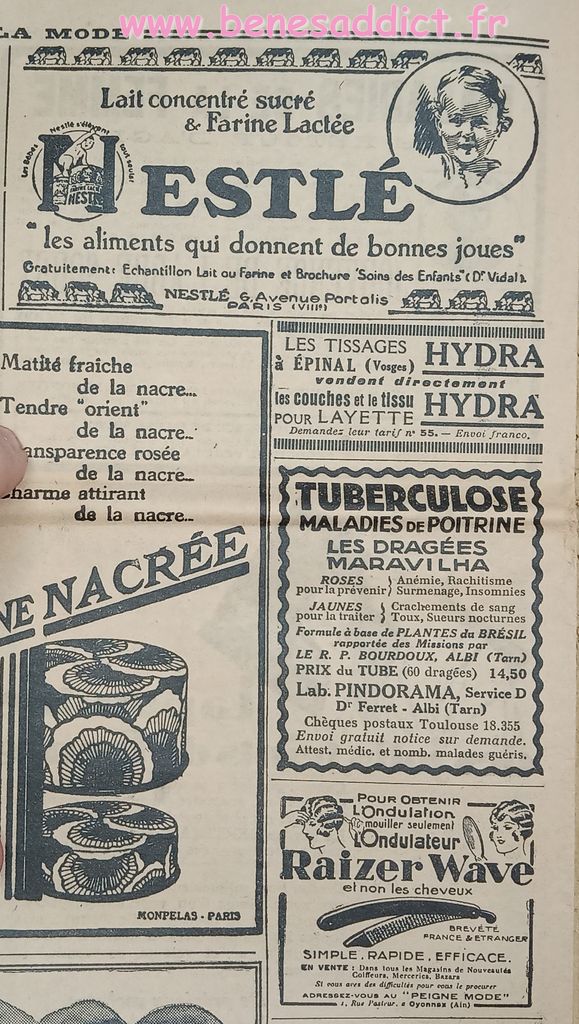 www.benesaddict.fr
LA MODE
Lait concentré sucré
& Farine Lactée
Les Bébés Nestlé s'élèvent tout seuls
FARINE LACTÉE
NESTLÉ
NESTLÉ
"les aliments qui donnent de bonnes joues"
Gratuitement: Echantillon Lait ou Farine et Brochure "Soins des Enfants" (Dr Vidal).
NESTLÉ 6, Avenue Portalis
PARIS (VIIIe)
Matité fraîche
de la nacre...
Tendre "orient"
de la nacre...
ansparence rosée
de la nacre...
harme attirant
de la nacre...
NE NACRÉE
MONPELAS - PARIS
LES TISSAGES HYDRA
à ÉPINAL (Vosges)
vendent directement
les couches et le tissu HYDRA
POUR LAYETTE
Demandez leur tarif n° 55. — Envoi franco.
TUBERCULOSE
MALADIES DE POITRINE
LES DRAGÉES
MARAVILHA
ROSES } Anémie, Rachitisme
pour la prévenir } Surmenage, Insomnies
JAUNES } Crachements de sang
pour la traiter } Toux, Sueurs nocturnes
Formule à base de PLANTES du BRÉSIL
rapportée des Missions par
LE R. P. BOURDOUX, ALBI (Tarn)
PRIX du TUBE (60 dragées) 14,50
Lab. PINDORAMA, Service D
Dr Ferret - Albi (Tarn)
Chèques postaux Toulouse 18.355
Envoi gratuit notice sur demande.
Attest. médic. et nomb. malades guéris.
POUR OBTENIR
L'Ondulation
mouiller seulement
l'Ondulateur
Raizer Wave
et non les cheveux
BREVETÉ
FRANCE & ETRANGER
SIMPLE. RAPIDE. EFFICACE.
EN VENTE : Dans tous les Magasins de Nouveautés
Coiffeurs, Merceries, Bazars
Si vous avez des difficultés pour vous le procurer
ADRESSEZ-VOUS AU "PEIGNE MODE"
1, Rue Pasteur, à Oyonnax (Ain)